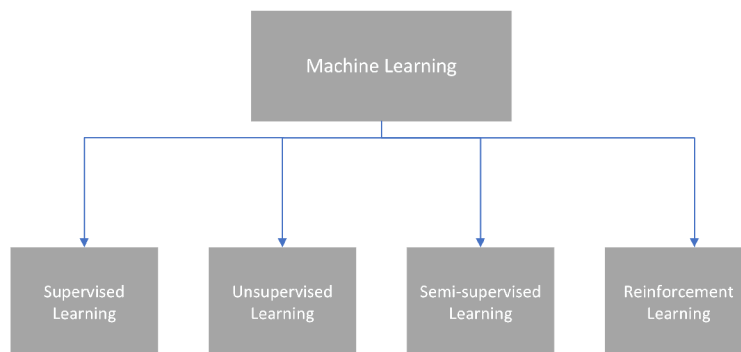 Machine Learning
Supervised
Learning
Unsupervised
Learning
Semi-supervised
Learning
Reinforcement
Learning